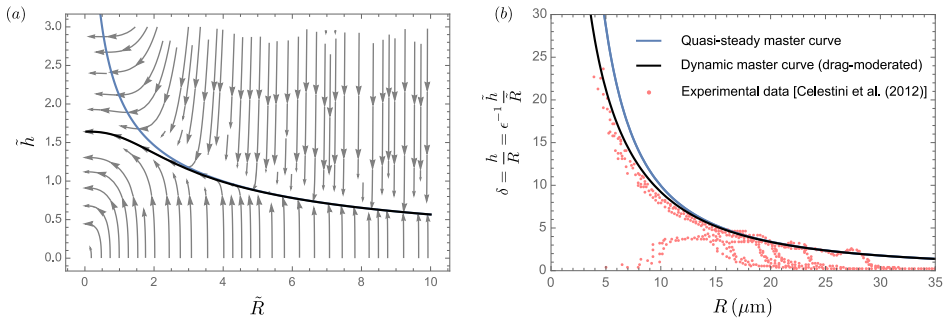 (a)
3.0
2.5
2.0
1.5
1.0
0.5
0.0
h̃
0 2 4 6 8 10
R̃
(b)
30
25
20
15
10
5
0
δ = h/R = ϵ⁻¹ h̃/R̃
Quasi-steady master curve
Dynamic master curve (drag-moderated)
Experimental data [Celestini et al. (2012)]
0 5 10 15 20 25 30 35
R (μm)